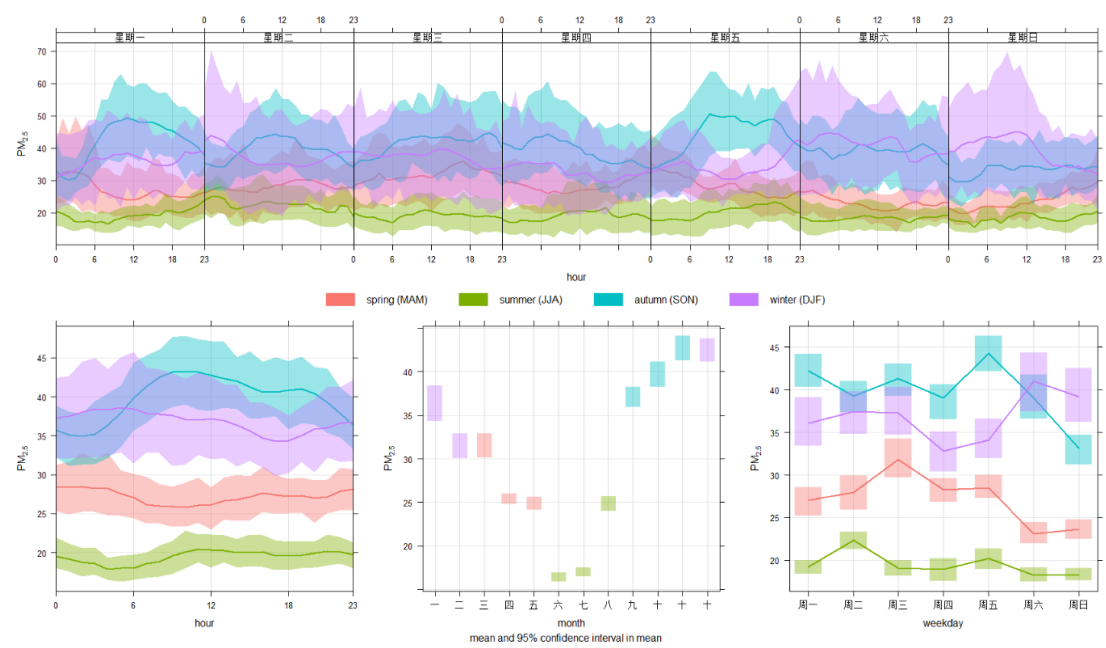 0 6 12 18 23 0 6 12 18 23 0 6 12 18 23
星期一 星期二 星期三 星期四 星期五 星期六 星期日
70
60
50
40
30
20
PM2.5
0 6 12 18 23 0 6 12 18 23 0 6 12 18 23 0 6 12 18 23
hour
spring (MAM) summer (JJA) autumn (SON) winter (DJF)
45
40
35
30
25
20
PM2.5
0 6 12 18 23
hour
40
35
30
25
20
PM2.5
一 二 三 四 五 六 七 八 九 十 十 十
month
mean and 95% confidence interval in mean
45
40
35
30
25
20
PM2.5
周一 周二 周三 周四 周五 周六 周日
weekday